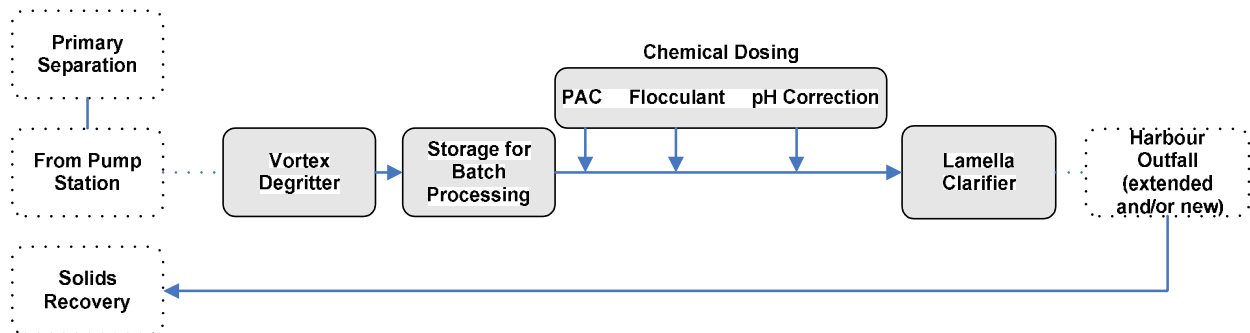 Primary
Separation
Chemical Dosing
PAC Flocculant pH Correction
From Pump
Station
Vortex
Degritter
Storage for
Batch
Processing
Lamella
Clarifier
Harbour
Outfall
(extended
and/or new)
Solids
Recovery